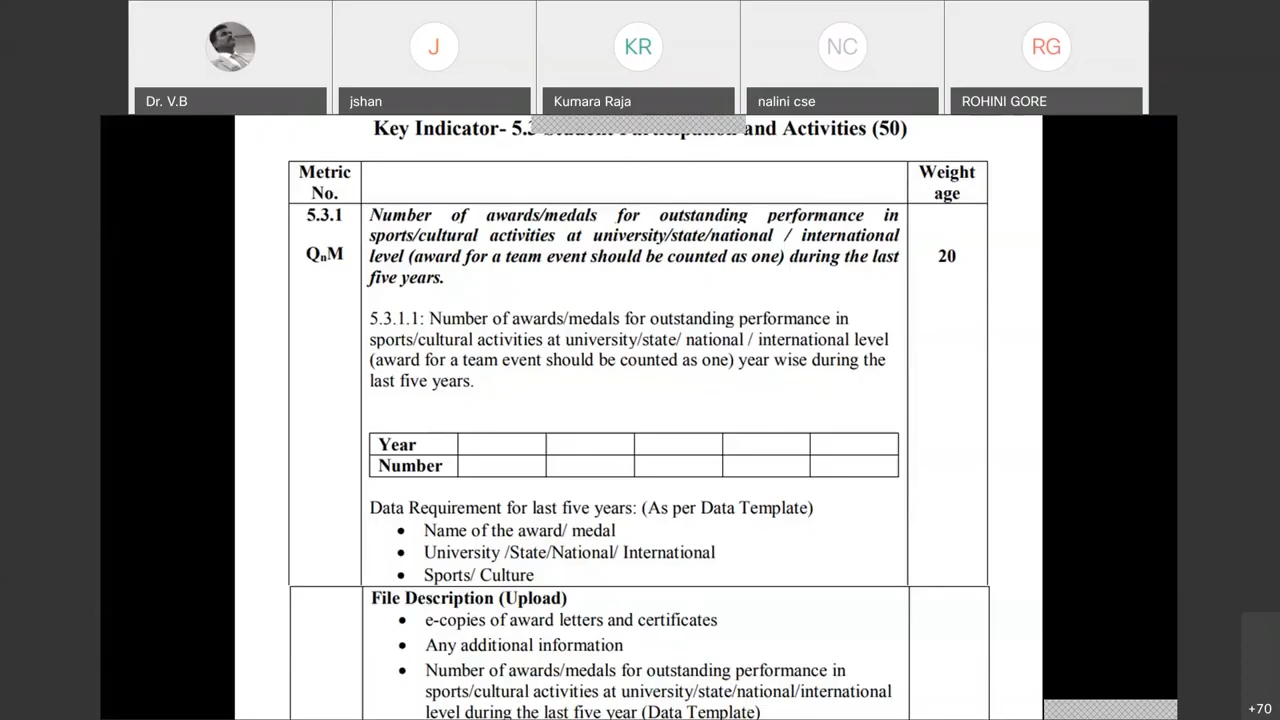 J
KR
NC
RG
Dr. V.B
jshan
Kumara Raja
nalini cse
ROHINI GORE
Key Indicator- 5.3 Student Participation and Activities (50)
Metric No.
Weight age
5.3.1
QnM
Number of awards/medals for outstanding performance in
sports/cultural activities at university/state/national / international
level (award for a team event should be counted as one) during the last
five years.
20
5.3.1.1: Number of awards/medals for outstanding performance in
sports/cultural activities at university/state/ national / international level
(award for a team event should be counted as one) year wise during the
last five years.
Year
Number
Data Requirement for last five years: (As per Data Template)
• Name of the award/ medal
• University /State/National/ International
• Sports/ Culture
File Description (Upload)
• e-copies of award letters and certificates
• Any additional information
• Number of awards/medals for outstanding performance in
sports/cultural activities at university/state/national/international
level during the last five year (Data Template)
+70